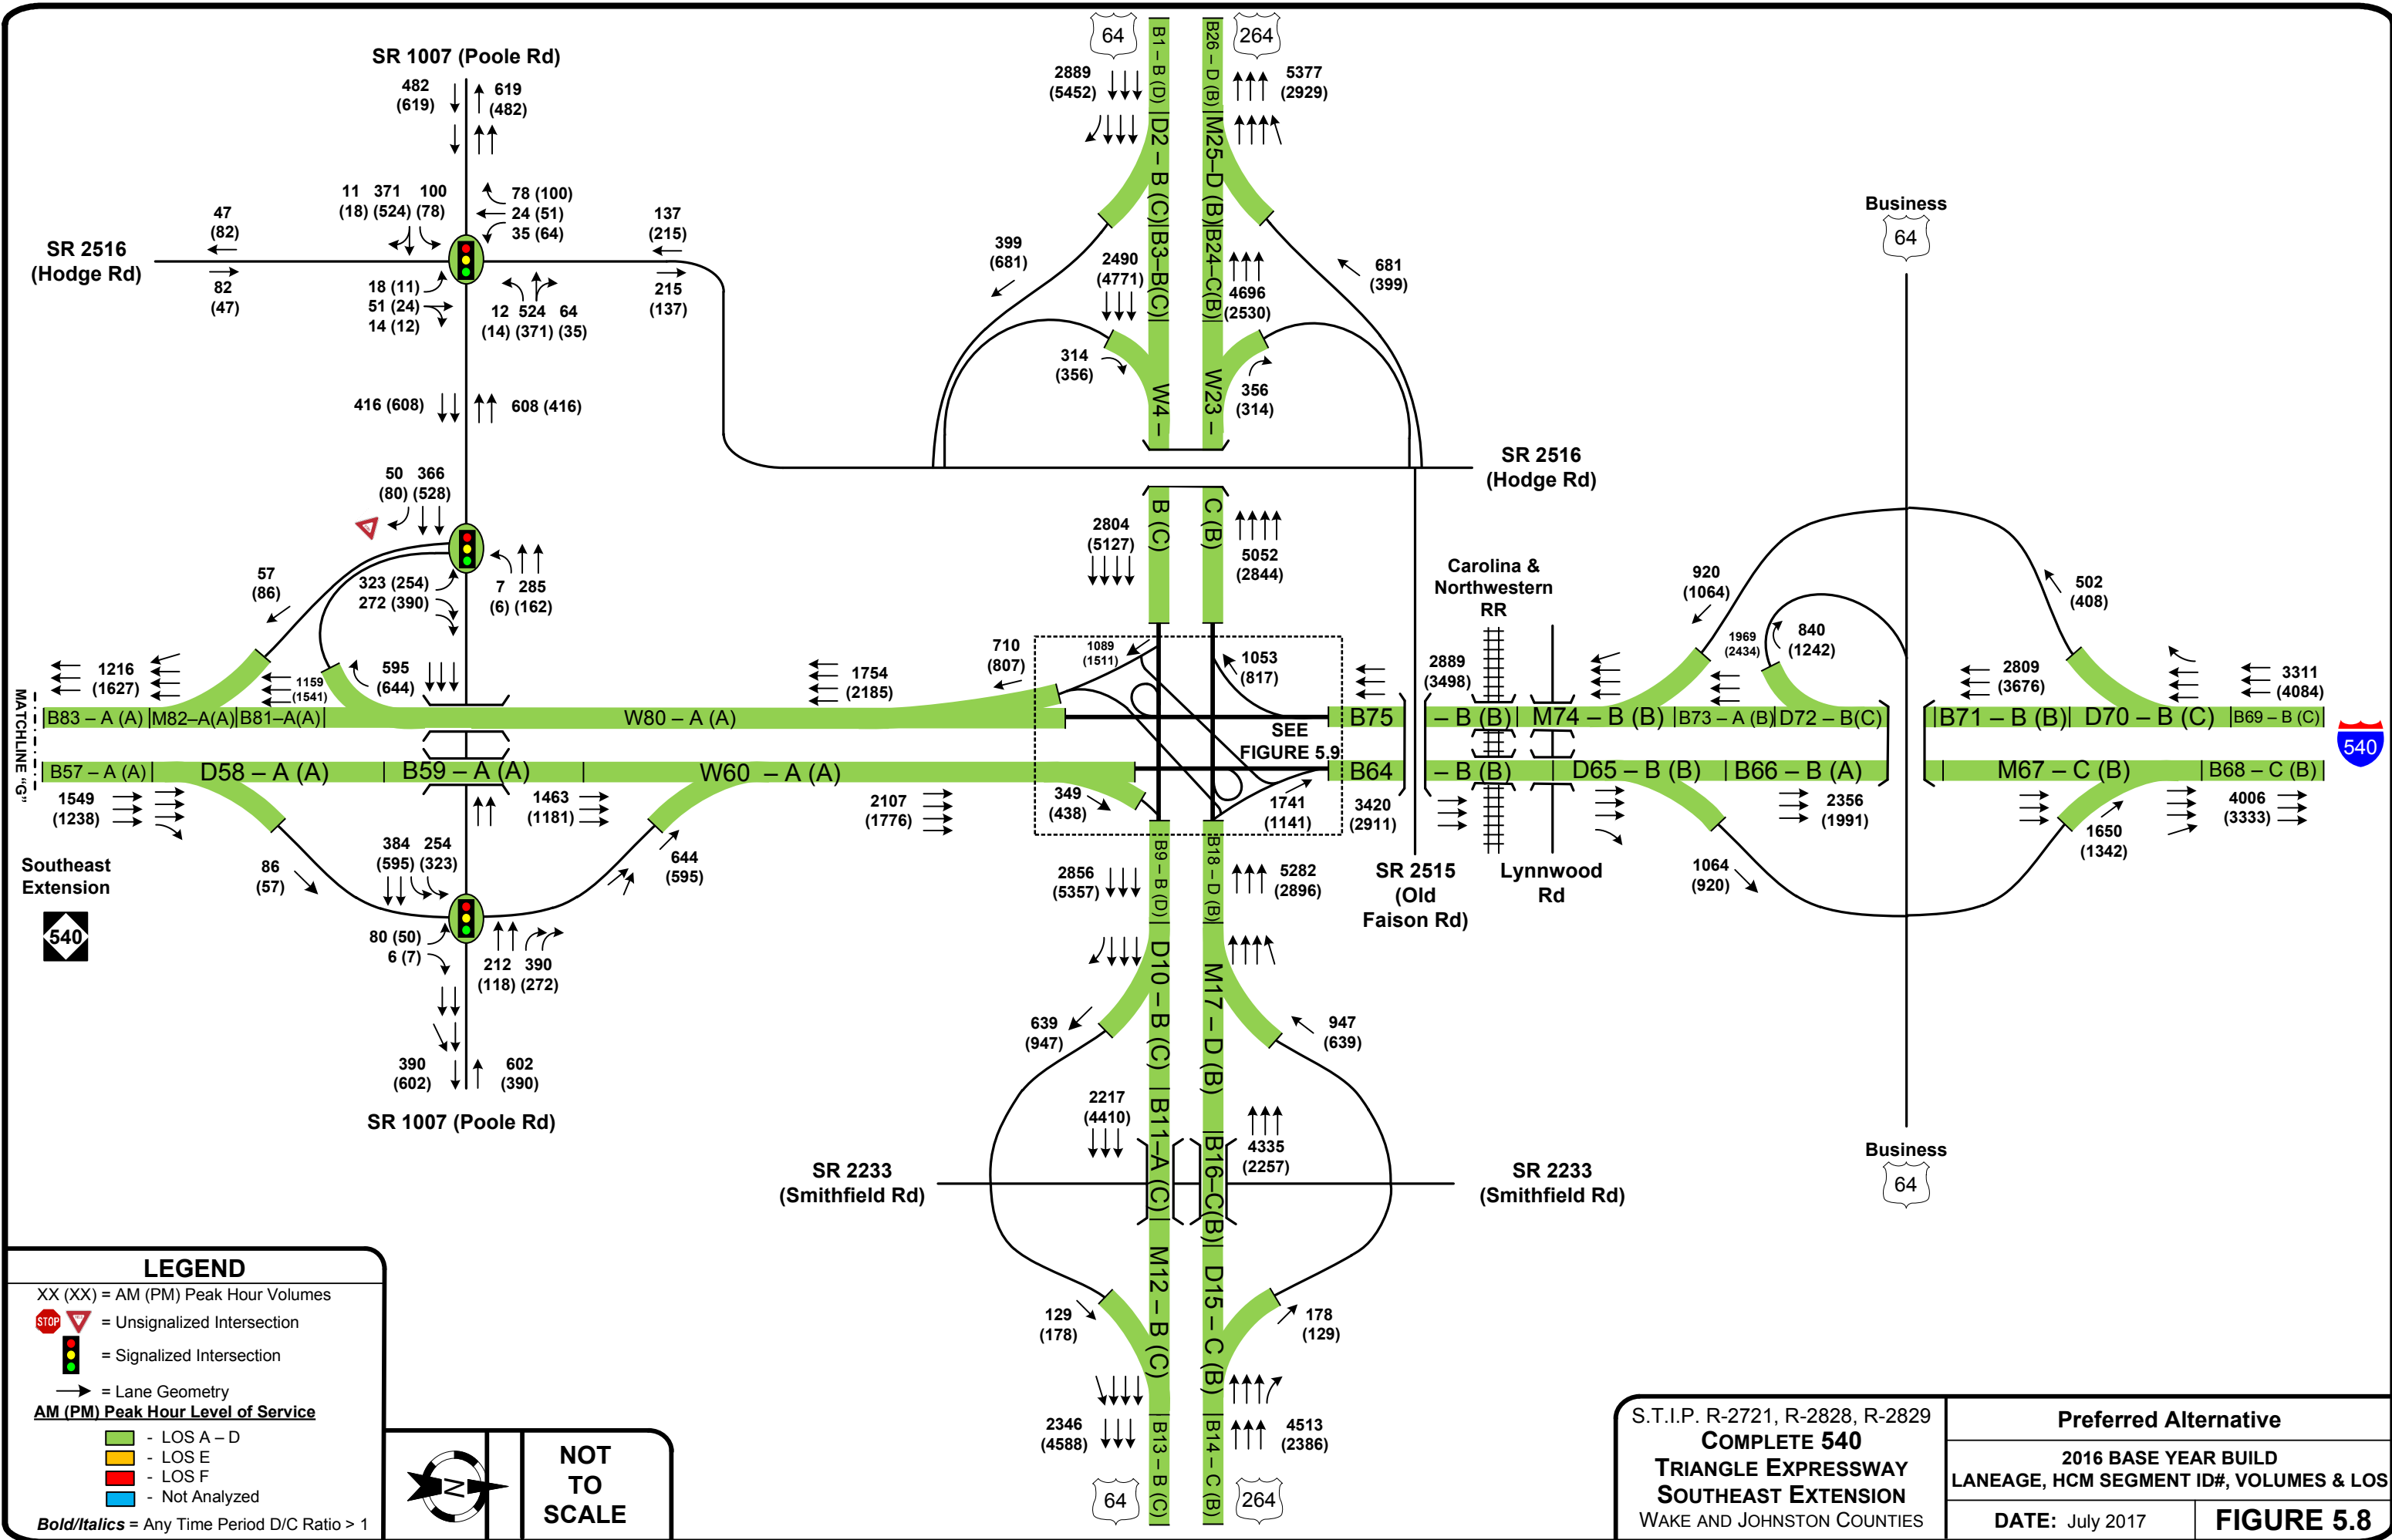 SR 1007 (Poole Rd)
482
(619)
619
(482)
11 371 100
(18) (524) (78)
78 (100)
24 (51)
35 (64)
47
(82)
137
(215)
SR 2516
(Hodge Rd)
82
(47)
18 (11)
51 (24)
14 (12)
12 524 64
(14) (371) (35)
215
(137)
416 (608)
608 (416)
50 366
(80) (528)
57
(86)
323 (254)
272 (390)
7 285
(6) (162)
64
264
B1 – B (D)
B26 – D (B)
2889
(5452)
5377
(2929)
D2 – B (C)
M25–D (B)
399
(681)
2490
(4771)
B3–B(C)
B24–C(B)
4696
(2530)
681
(399)
314
(356)
356
(314)
W4 –
W23 –
SR 2516
(Hodge Rd)
B (C)
C (B)
2804
(5127)
5052
(2844)
Business
64
Carolina &
Northwestern
RR
920
(1064)
502
(408)
1216
(1627)
1159
(1541)
595
(644)
1754
(2185)
710
(807)
1089
(1511)
1053
(817)
2889
(3498)
1969
(2434)
840
(1242)
2809
(3676)
3311
(4084)
MATCHLINE "G"
B83 – A (A)
M82–A(A)
B81–A(A)
W80 – A (A)
SEE
FIGURE 5.9
B75
– B (B)
M74 – B (B)
B73 – A (B)
D72 – B(C)
B71 – B (B)
D70 – B (C)
B69 – B (C)
540
B57 – A (A)
D58 – A (A)
B59 – A (A)
W60 – A (A)
B64
– B (B)
D65 – B (B)
B66 – B (A)
M67 – C (B)
B68 – C (B)
1549
(1238)
1463
(1181)
2107
(1776)
349
(438)
1741
(1141)
3420
(2911)
2356
(1991)
4006
(3333)
1650
(1342)
1064
(920)
Southeast
Extension
540
86
(57)
384 254
(595) (323)
644
(595)
80 (50)
6 (7)
212 390
(118) (272)
390
(602)
602
(390)
SR 1007 (Poole Rd)
B9 – B (D)
B18 – D (B)
2856
(5357)
5282
(2896)
SR 2515
(Old
Faison Rd)
Lynnwood
Rd
D10 – B (C)
M17 – D (B)
639
(947)
947
(639)
2217
(4410)
B11–A (C)
B16–C(B)
4335
(2257)
SR 2233
(Smithfield Rd)
SR 2233
(Smithfield Rd)
Business
64
M12 – B (C)
D15 – C (B)
129
(178)
178
(129)
2346
(4588)
4513
(2386)
B13 – B (C)
B14 – C (B)
64
264
LEGEND
XX (XX) = AM (PM) Peak Hour Volumes
STOP = Unsignalized Intersection
= Signalized Intersection
= Lane Geometry
AM (PM) Peak Hour Level of Service
- LOS A – D
- LOS E
- LOS F
- Not Analyzed
Bold/Italics = Any Time Period D/C Ratio > 1
N
NOT
TO
SCALE
S.T.I.P. R-2721, R-2828, R-2829
COMPLETE 540
TRIANGLE EXPRESSWAY
SOUTHEAST EXTENSION
WAKE AND JOHNSTON COUNTIES
Preferred Alternative
2016 BASE YEAR BUILD
LANEAGE, HCM SEGMENT ID#, VOLUMES & LOS
DATE: July 2017
FIGURE 5.8